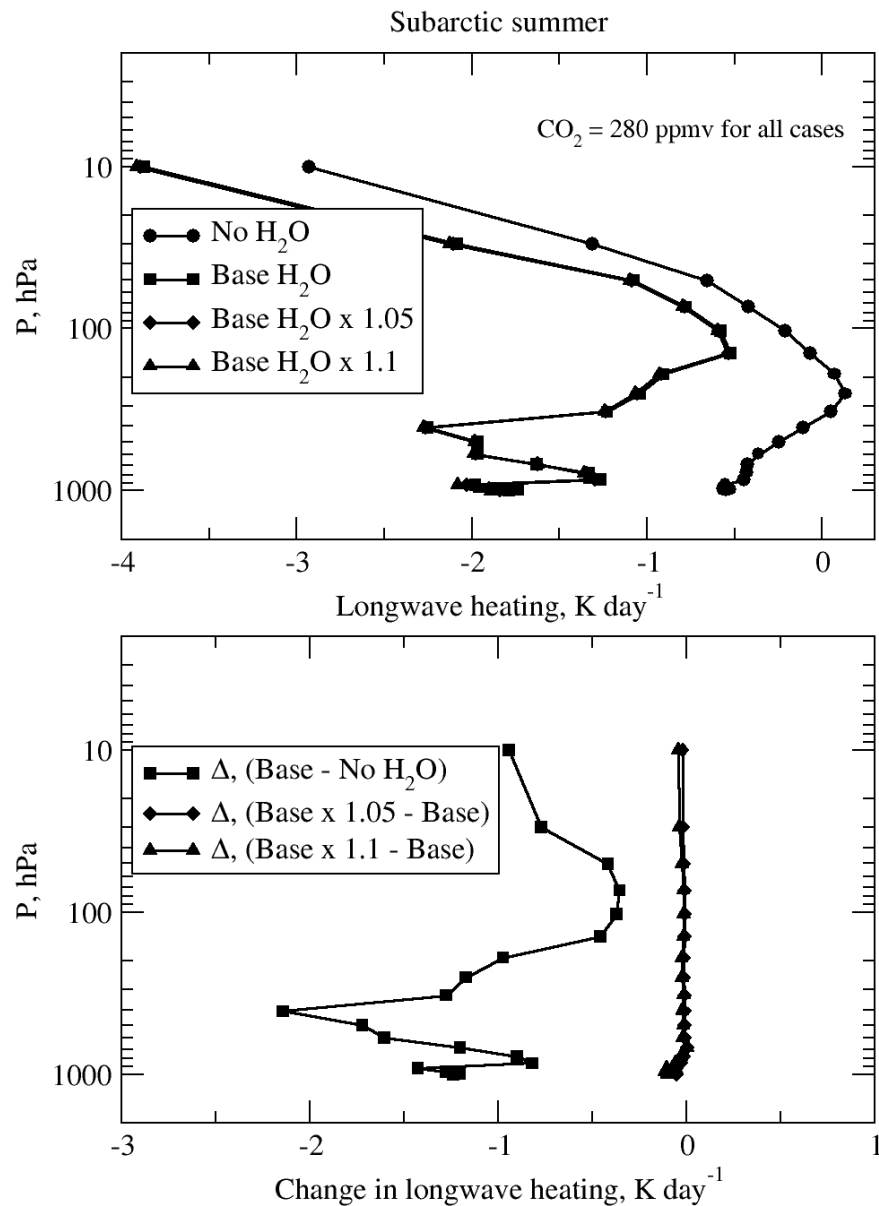 Subarctic summer
CO2 = 280 ppmv for all cases
P, hPa
10
100
1000
No H2O
Base H2O
Base H2O x 1.05
Base H2O x 1.1
-4 -3 -2 -1 0
Longwave heating, K day-1
P, hPa
10
100
1000
Δ, (Base - No H2O)
Δ, (Base x 1.05 - Base)
Δ, (Base x 1.1 - Base)
-3 -2 -1 0 1
Change in longwave heating, K day-1